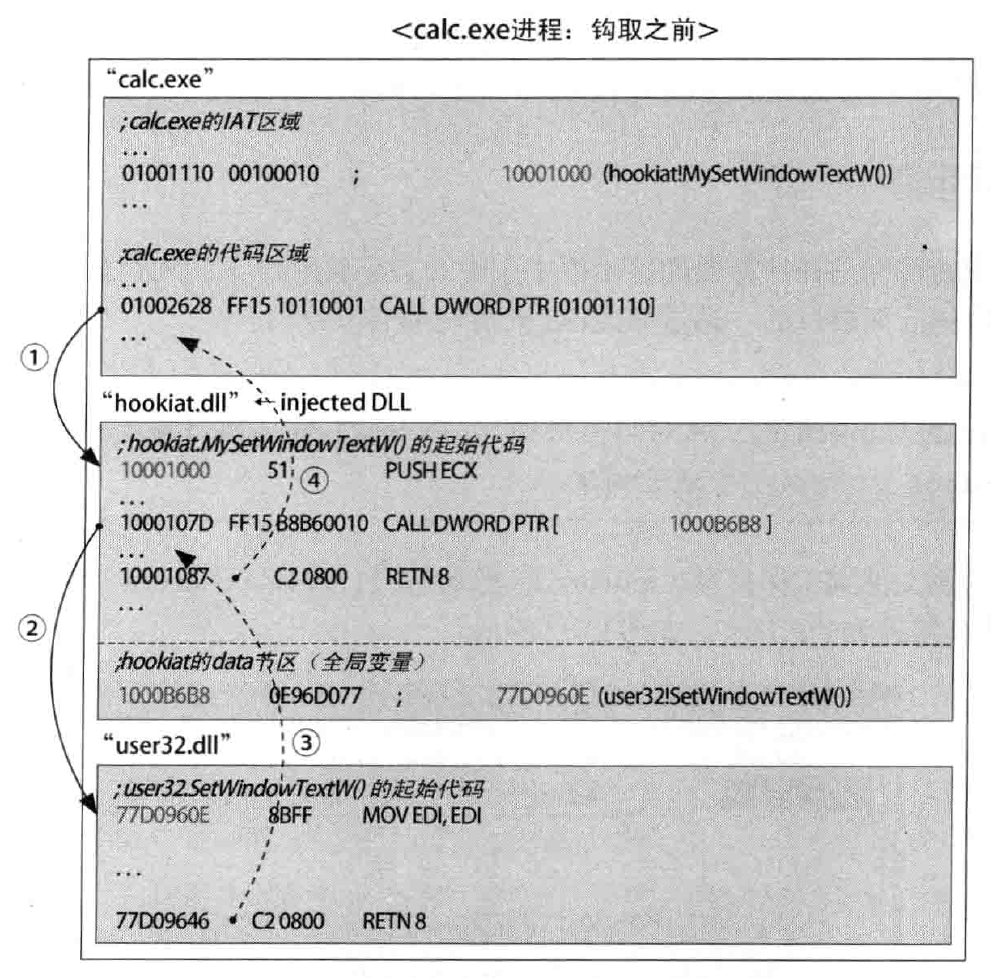 <calc.exe进程：钩取之前>
“calc.exe”
;calc.exe的IAT区域
...
01001110 00100010 ; 10001000 (hookiat!MySetWindowTextW())
...
;calc.exe的代码区域
...
01002628 FF15 10110001 CALL DWORD PTR [01001110]
...
①
“hookiat.dll” ← injected DLL
;hookiat.MySetWindowTextW() 的起始代码
10001000 51 ④ PUSH ECX
...
1000107D FF15 B8B60010 CALL DWORD PTR [ 1000B6B8 ]
...
10001087 C2 0800 RETN 8
...
②
;hookiat的data节区（全局变量）
1000B6B8 0E96D077 ; 77D0960E (user32!SetWindowTextW())
“user32.dll” ③
;user32.SetWindowTextW() 的起始代码
77D0960E 8BFF MOV EDI, EDI
...
77D09646 C2 0800 RETN 8